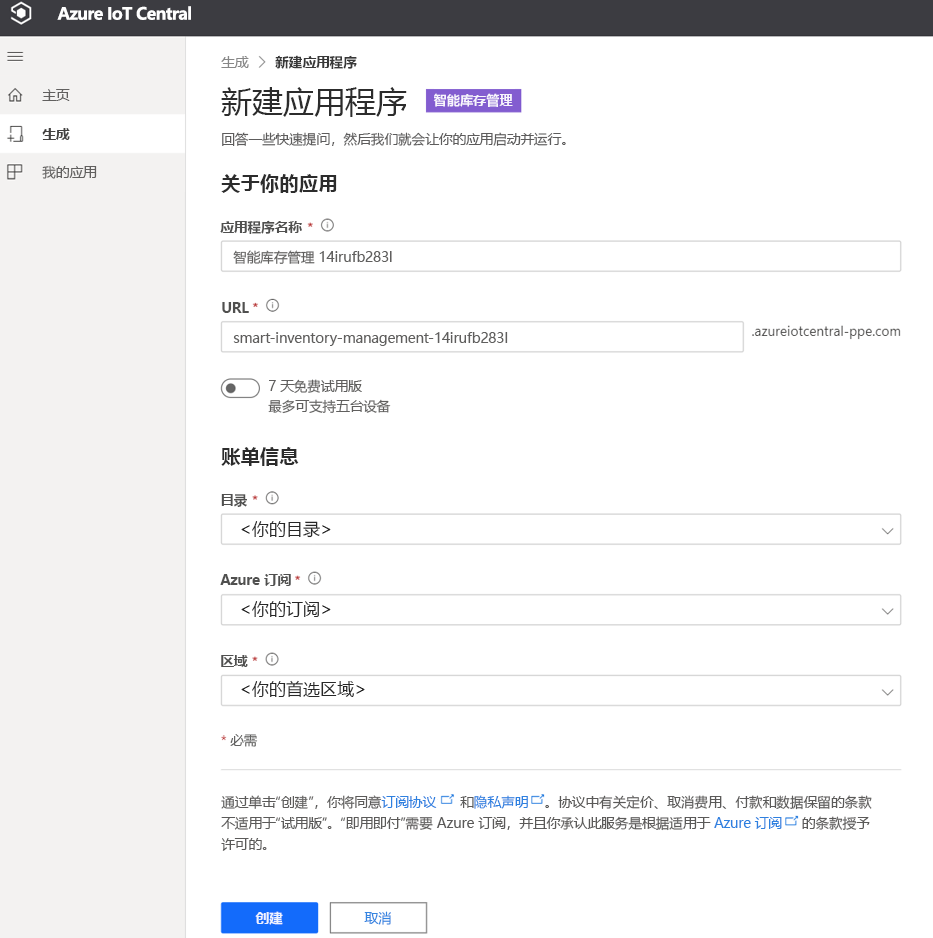 Azure IoT Central
主页
生成
我的应用
生成 > 新建应用程序
新建应用程序 智能库存管理
回答一些快速提问，然后我们就会让你的应用启动并运行。
关于你的应用
应用程序名称 *
智能库存管理 14irufb283l
URL *
smart-inventory-management-14irufb283l .azureiotcentral-ppe.com
7 天免费试用版
最多可支持五台设备
账单信息
目录 *
<你的目录>
Azure 订阅 *
<你的订阅>
区域 *
<你的首选区域>
* 必需
通过单击“创建”，你将同意订阅协议 和隐私声明。协议中有关定价、取消费用、付款和数据保留的条款
不适用于“试用版”。“即用即付”需要 Azure 订阅，并且你承认此服务是根据适用于 Azure 订阅 的条款授予
许可的。
创建 取消